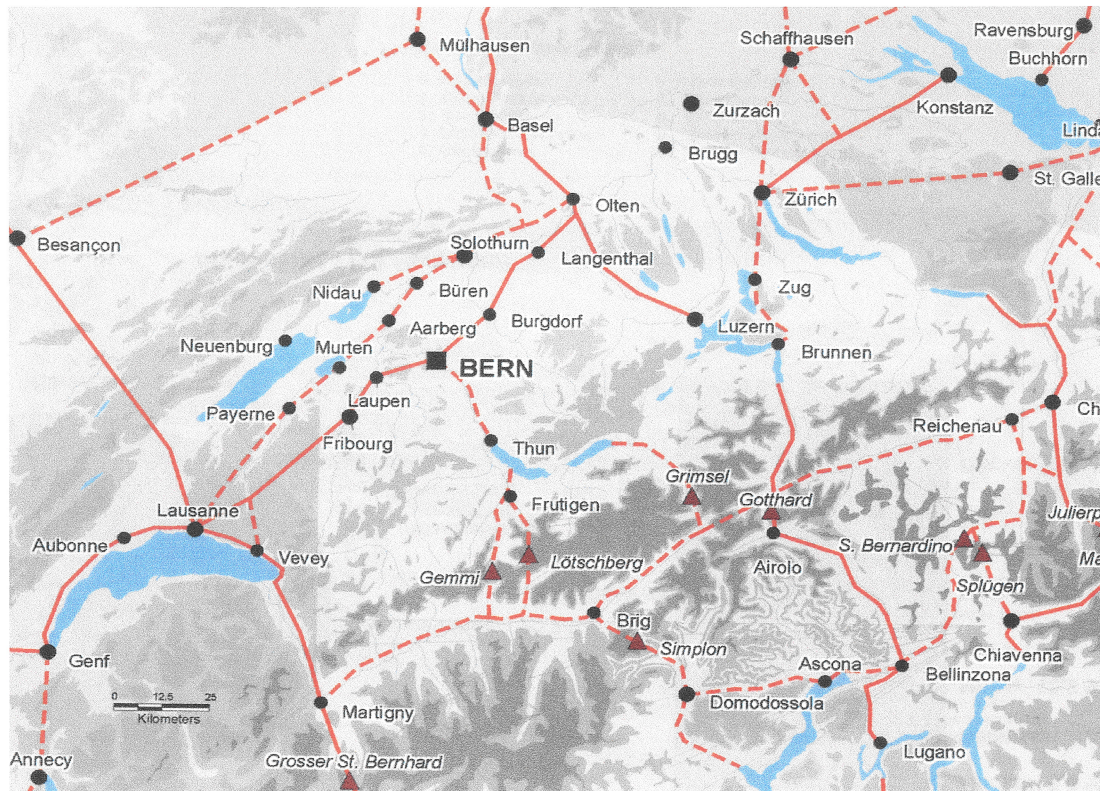 Mülhausen
Schaffhausen
Ravensburg
Buchhorn
Konstanz
Basel
Zurzach
Linda
Brugg
St. Galle
Zürich
Olten
Besançon
Solothurn
Langenthal
Nidau
Büren
Zug
Aarberg
Burgdorf
Luzern
Neuenburg
Murten
Brunnen
BERN
Laupen
Payerne
Ch
Reichenau
Fribourg
Thun
Grimsel
Gotthard
Frutigen
Lausanne
Julierp
Aubonne
Vevey
S. Bernardino
Lötschberg
Airolo
Ma
Gemmi
Splügen
Brig
Simplon
Genf
Chiavenna
Ascona
Bellinzona
0 12,5 25
Kilometers
Martigny
Domodossola
Lugano
Annecy
Grosser St. Bernhard